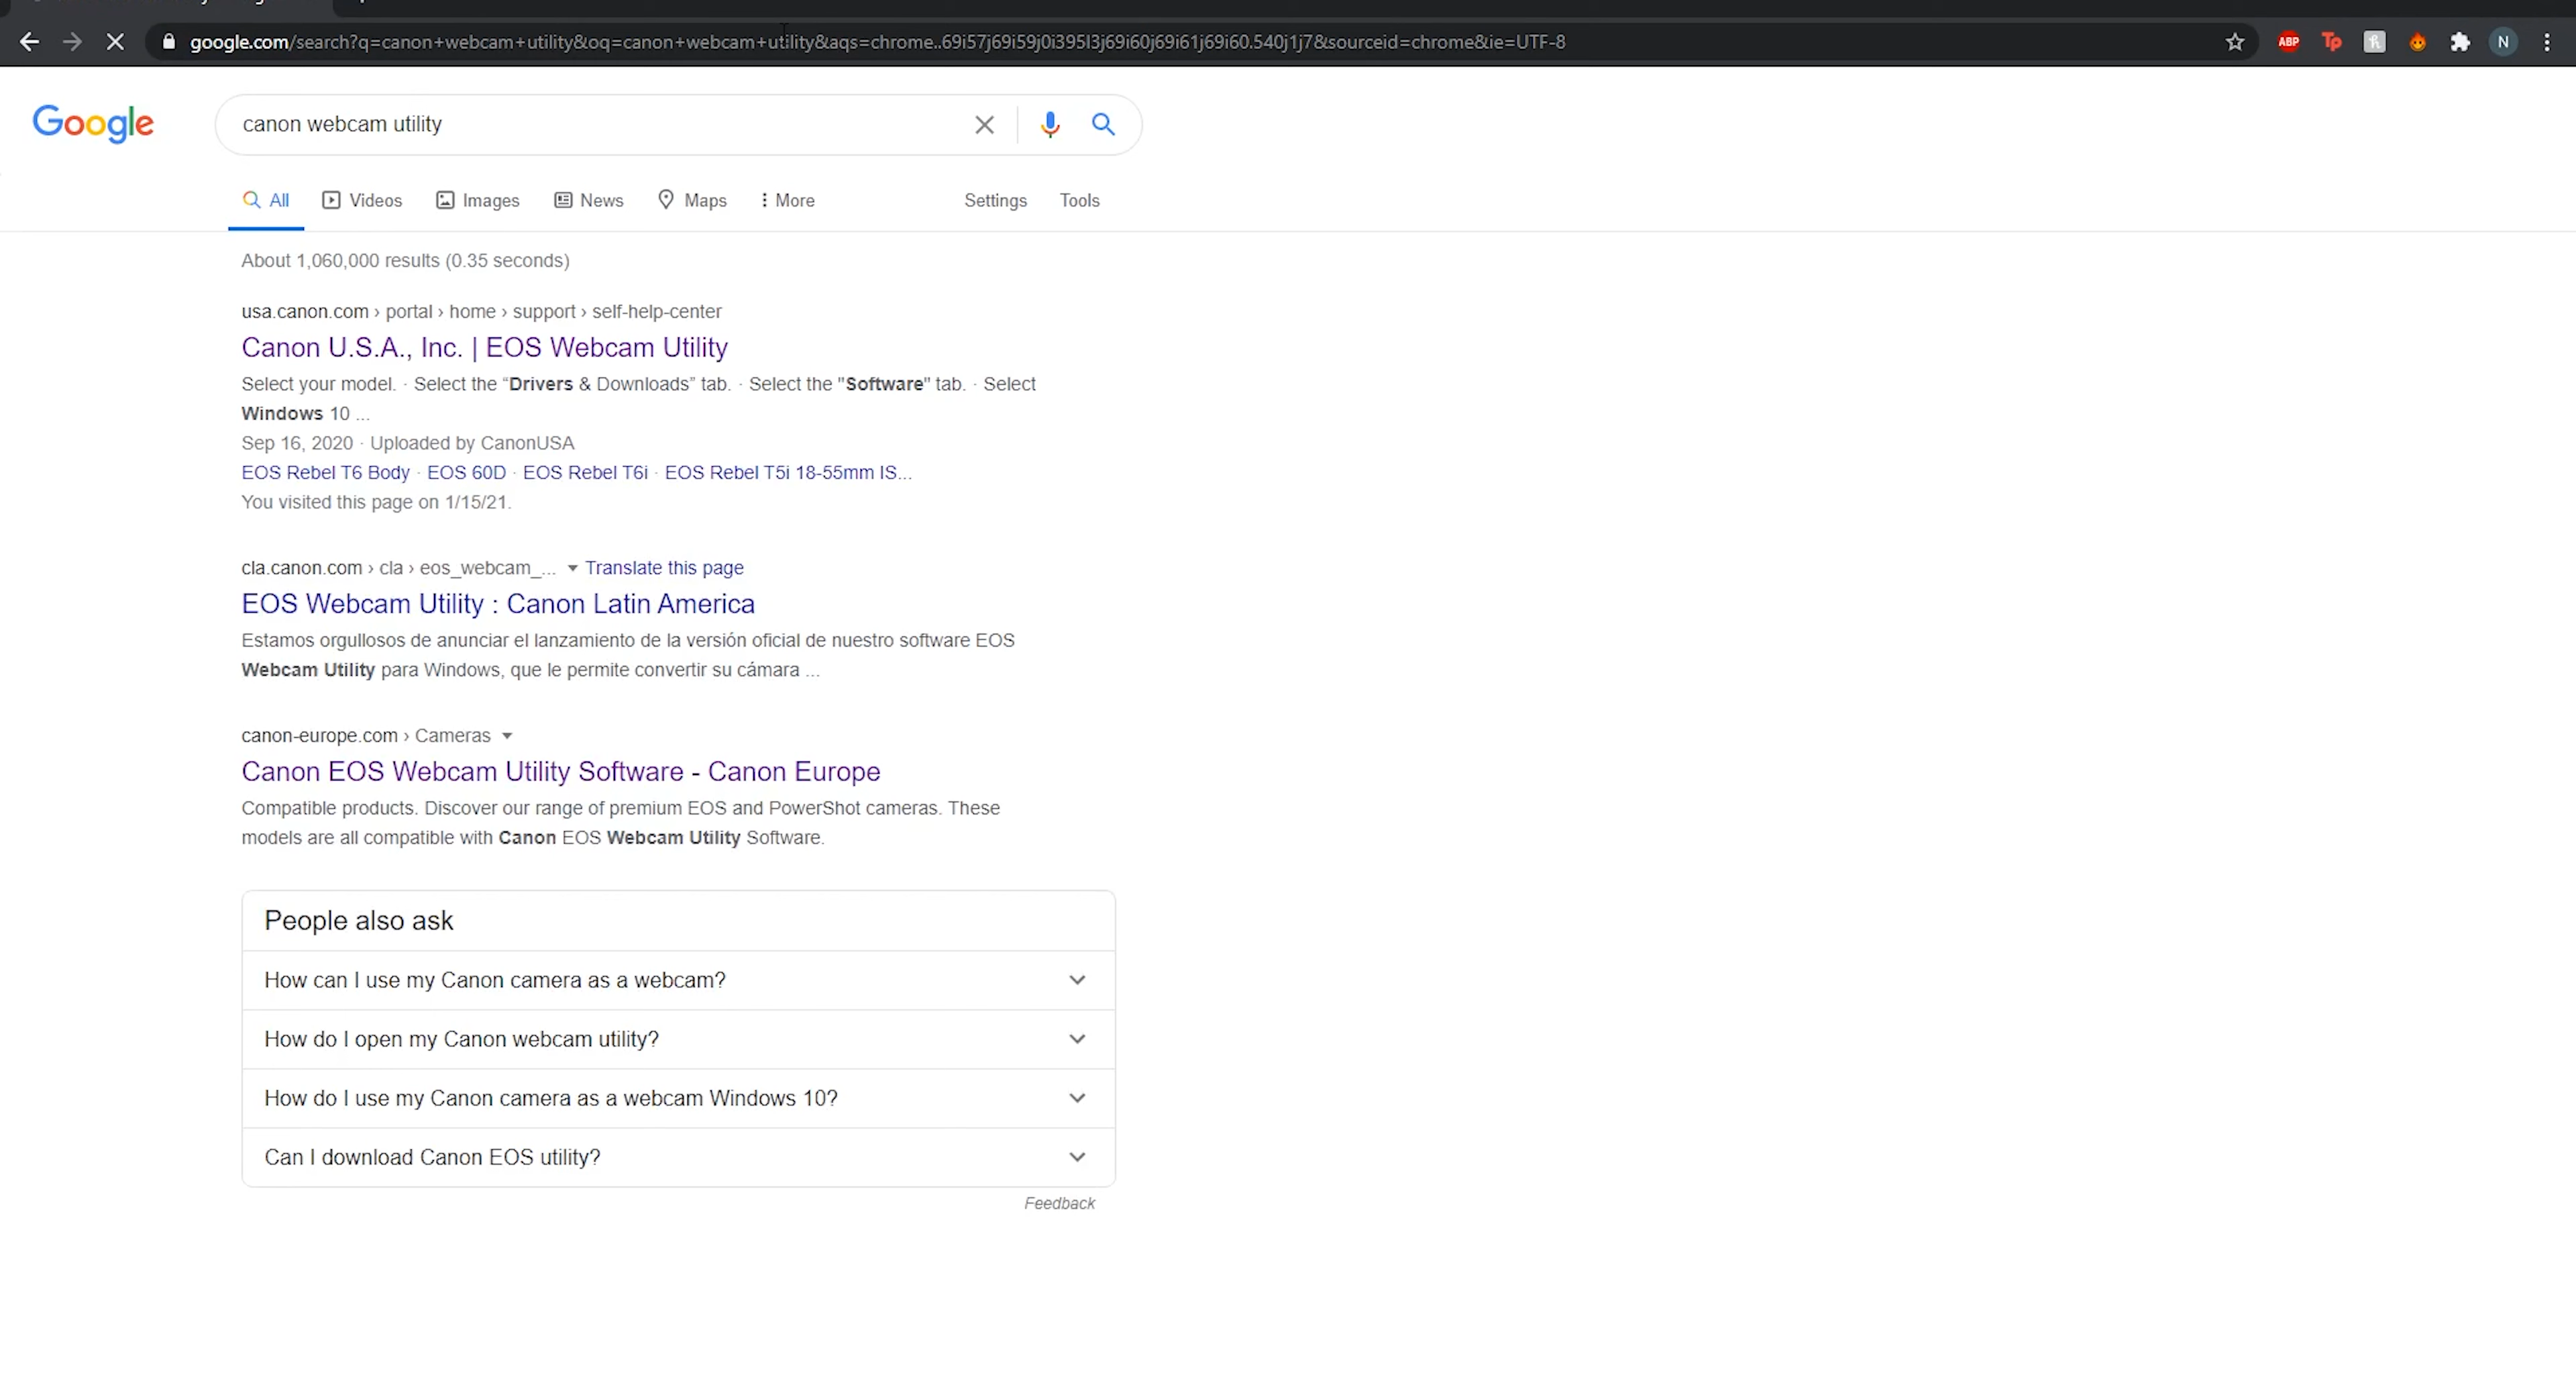 google.com/search?q=canon+webcam+utility&oq=canon+webcam+utility&aqs=chrome..69i57j69i59j0i395l3j69i60j69i61j69i60.540j1j7&sourceid=chrome&ie=UTF-8
ABP
Tp
N
Google
canon webcam utility
All Videos Images News Maps More Settings Tools
About 1,060,000 results (0.35 seconds)
usa.canon.com › portal › home › support › self-help-center
Canon U.S.A., Inc. | EOS Webcam Utility
Select your model. · Select the “Drivers & Downloads” tab. · Select the "Software" tab. · Select
Windows 10 ...
Sep 16, 2020 · Uploaded by CanonUSA
EOS Rebel T6 Body · EOS 60D · EOS Rebel T6i · EOS Rebel T5i 18-55mm IS...
You visited this page on 1/15/21.
cla.canon.com › cla › eos_webcam_... Translate this page
EOS Webcam Utility : Canon Latin America
Estamos orgullosos de anunciar el lanzamiento de la versión oficial de nuestro software EOS
Webcam Utility para Windows, que le permite convertir su cámara ...
canon-europe.com › Cameras
Canon EOS Webcam Utility Software - Canon Europe
Compatible products. Discover our range of premium EOS and PowerShot cameras. These
models are all compatible with Canon EOS Webcam Utility Software.
People also ask
How can I use my Canon camera as a webcam?
How do I open my Canon webcam utility?
How do I use my Canon camera as a webcam Windows 10?
Can I download Canon EOS utility?
Feedback